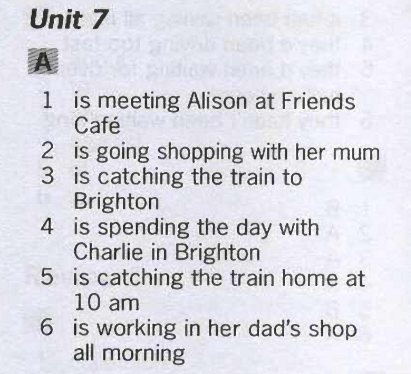 Unit 7
A
1 is meeting Alison at Friends
Café
2 is going shopping with her mum
3 is catching the train to
Brighton
4 is spending the day with
Charlie in Brighton
5 is catching the train home at
10 am
6 is working in her dad's shop
all morning